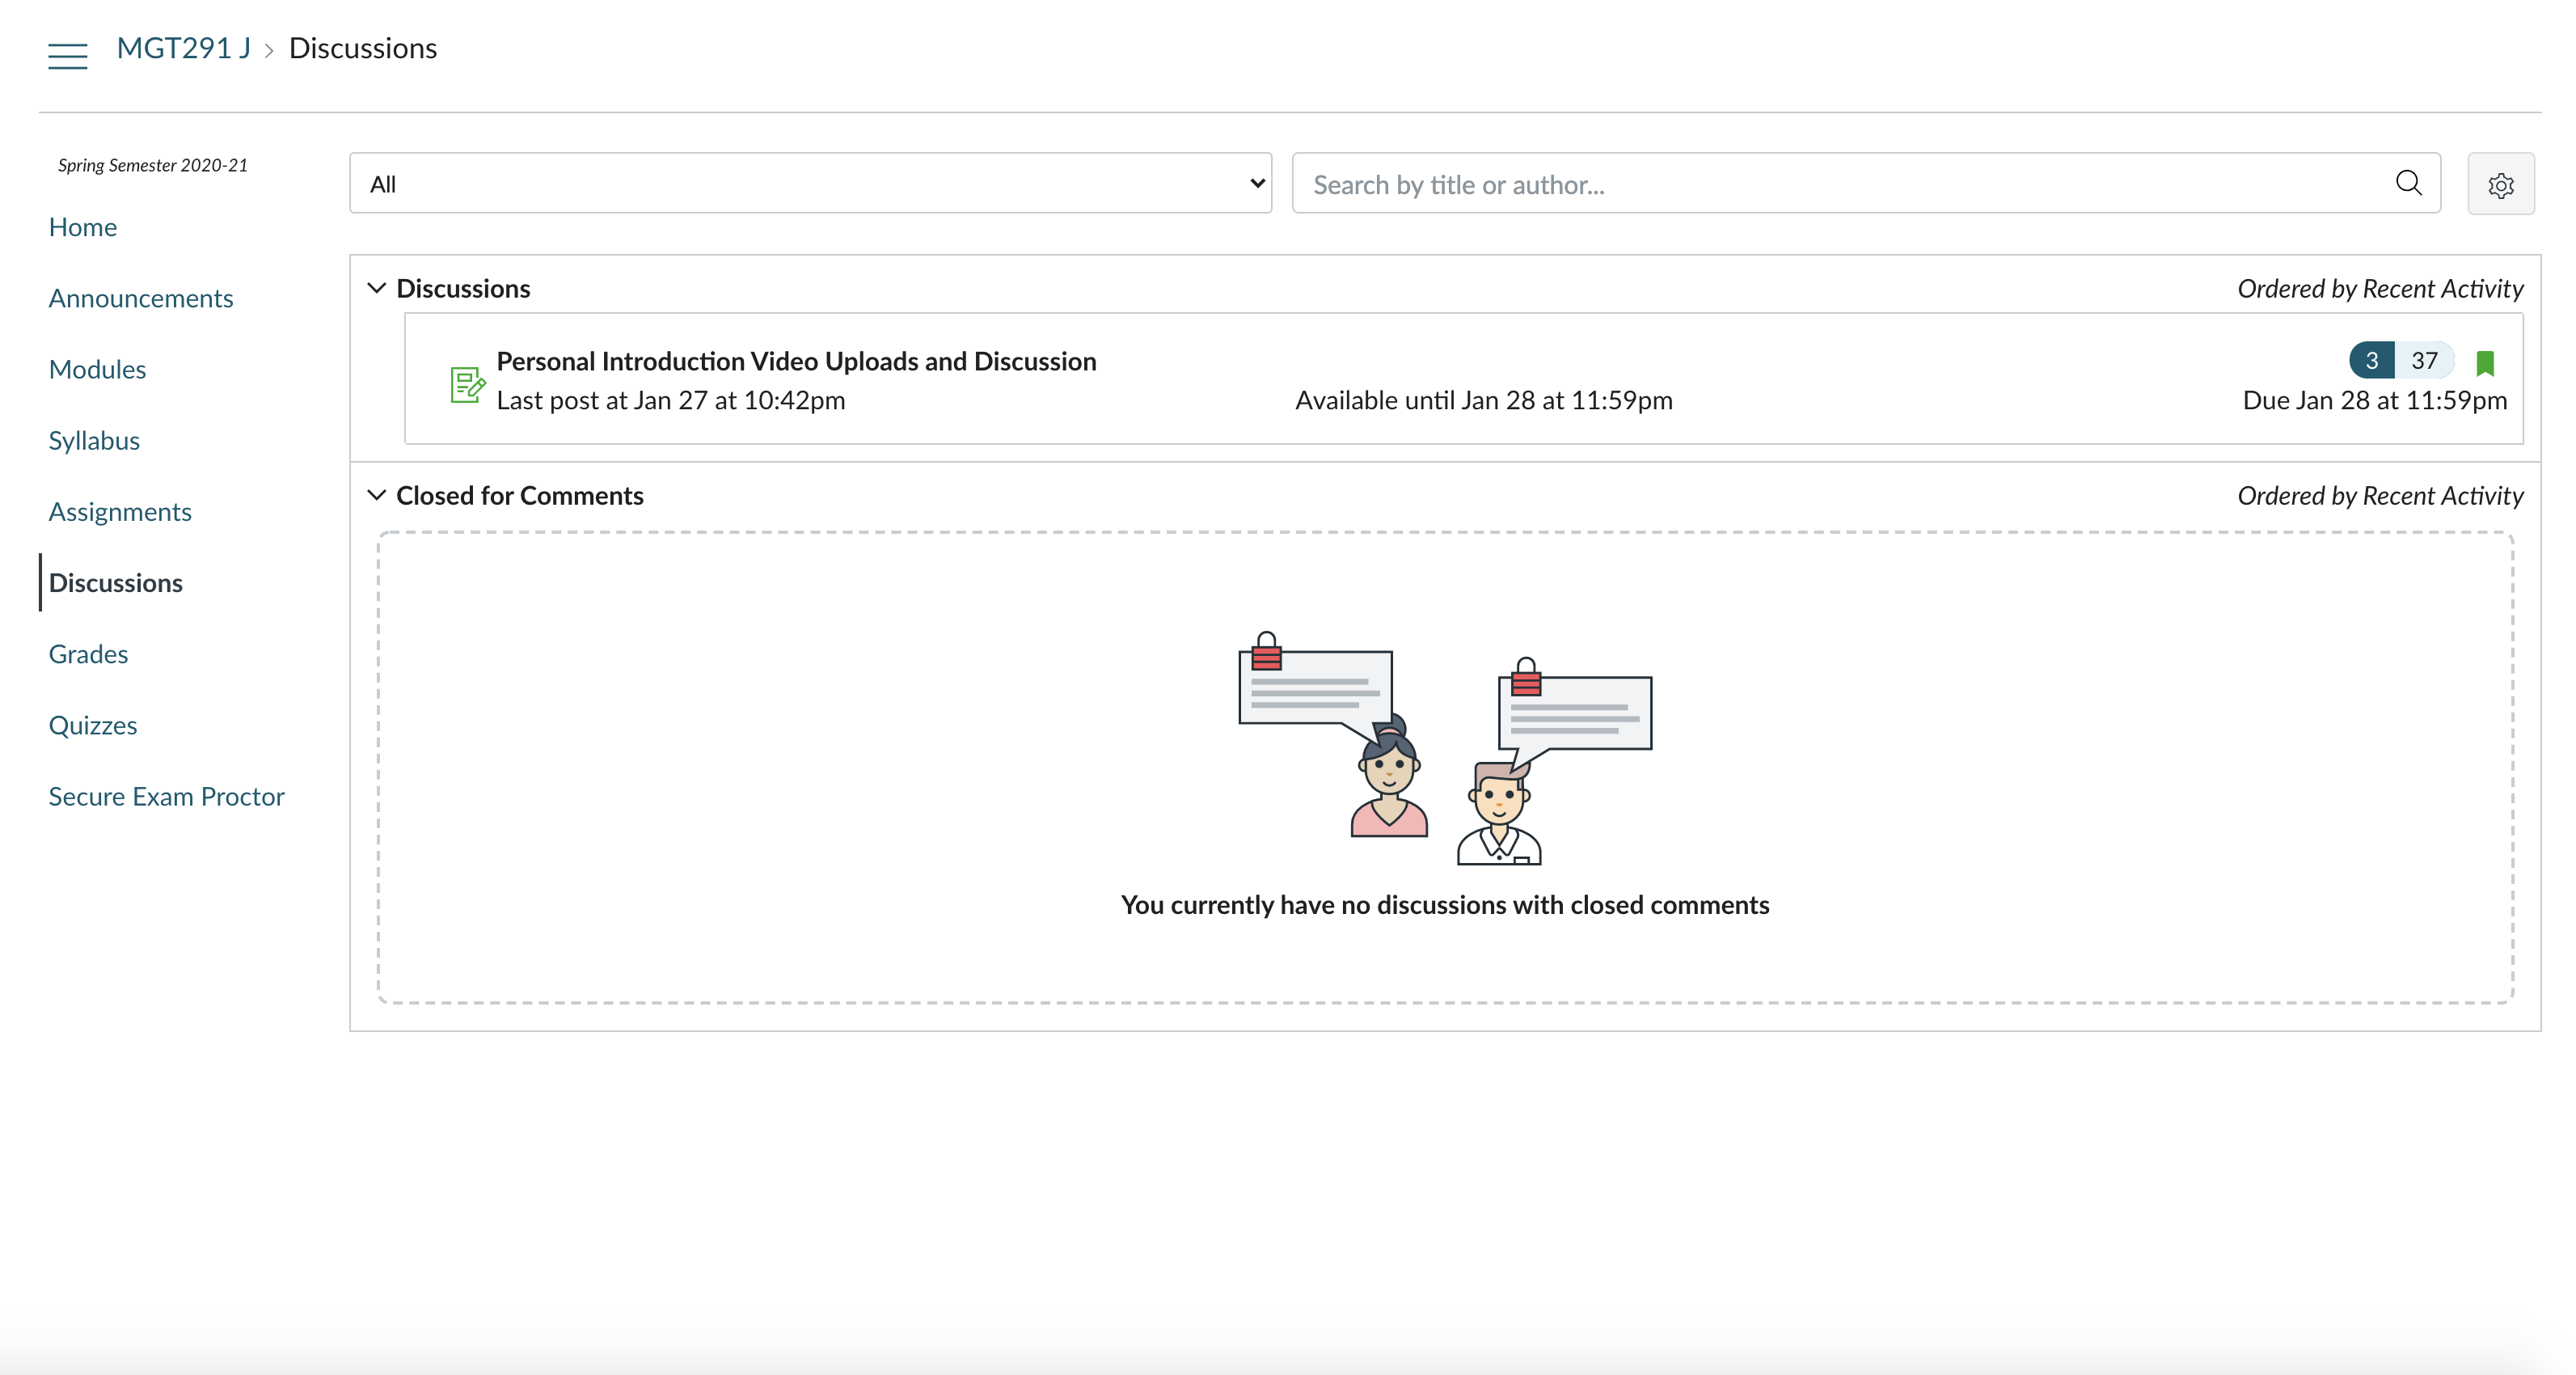 MGT291 J > Discussions
Spring Semester 2020-21
Home
Announcements
Modules
Syllabus
Assignments
Discussions
Grades
Quizzes
Secure Exam Proctor
All
Search by title or author...
Discussions
Ordered by Recent Activity
Personal Introduction Video Uploads and Discussion
3 37
Last post at Jan 27 at 10:42pm
Available until Jan 28 at 11:59pm
Due Jan 28 at 11:59pm
Closed for Comments
Ordered by Recent Activity
You currently have no discussions with closed comments